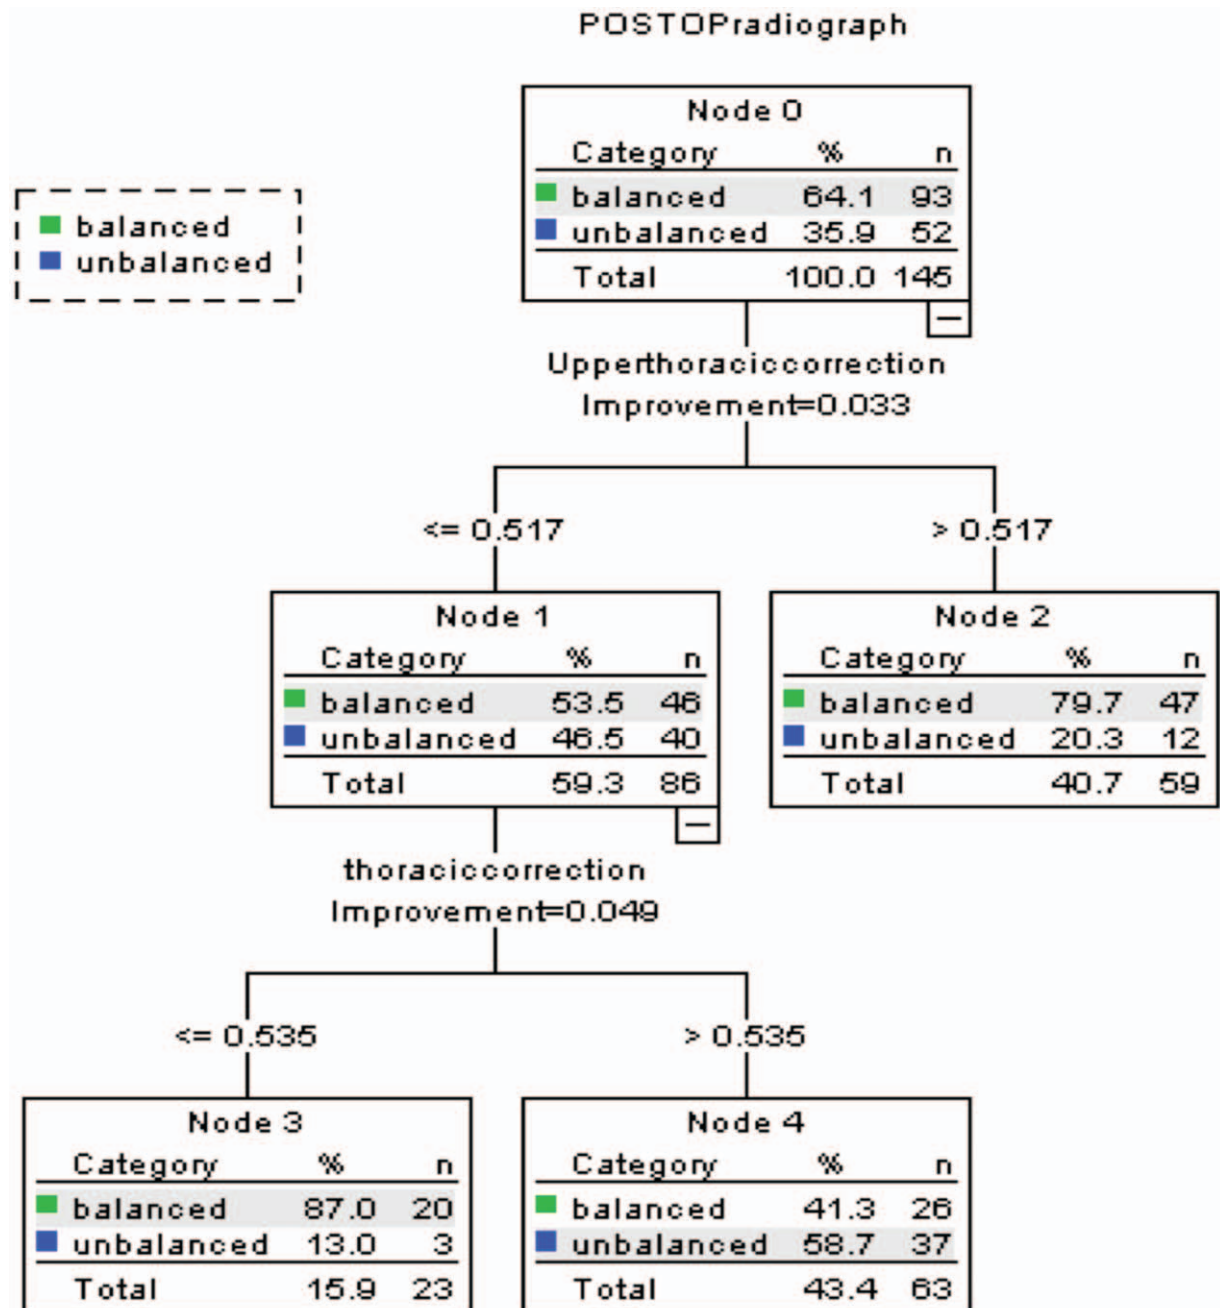 POSTOPradiograph
balanced
unbalanced
Node 0
Category % n
balanced 64.1 93
unbalanced 35.9 52
Total 100.0 145
Upperthoraciccorrection
Improvement=0.033
<= 0.517
> 0.517
Node 1
Category % n
balanced 53.5 46
unbalanced 46.5 40
Total 59.3 86
Node 2
Category % n
balanced 79.7 47
unbalanced 20.3 12
Total 40.7 59
thoraciccorrection
Improvement=0.049
<= 0.535
> 0.535
Node 3
Category % n
balanced 87.0 20
unbalanced 13.0 3
Total 15.9 23
Node 4
Category % n
balanced 41.3 26
unbalanced 58.7 37
Total 43.4 63